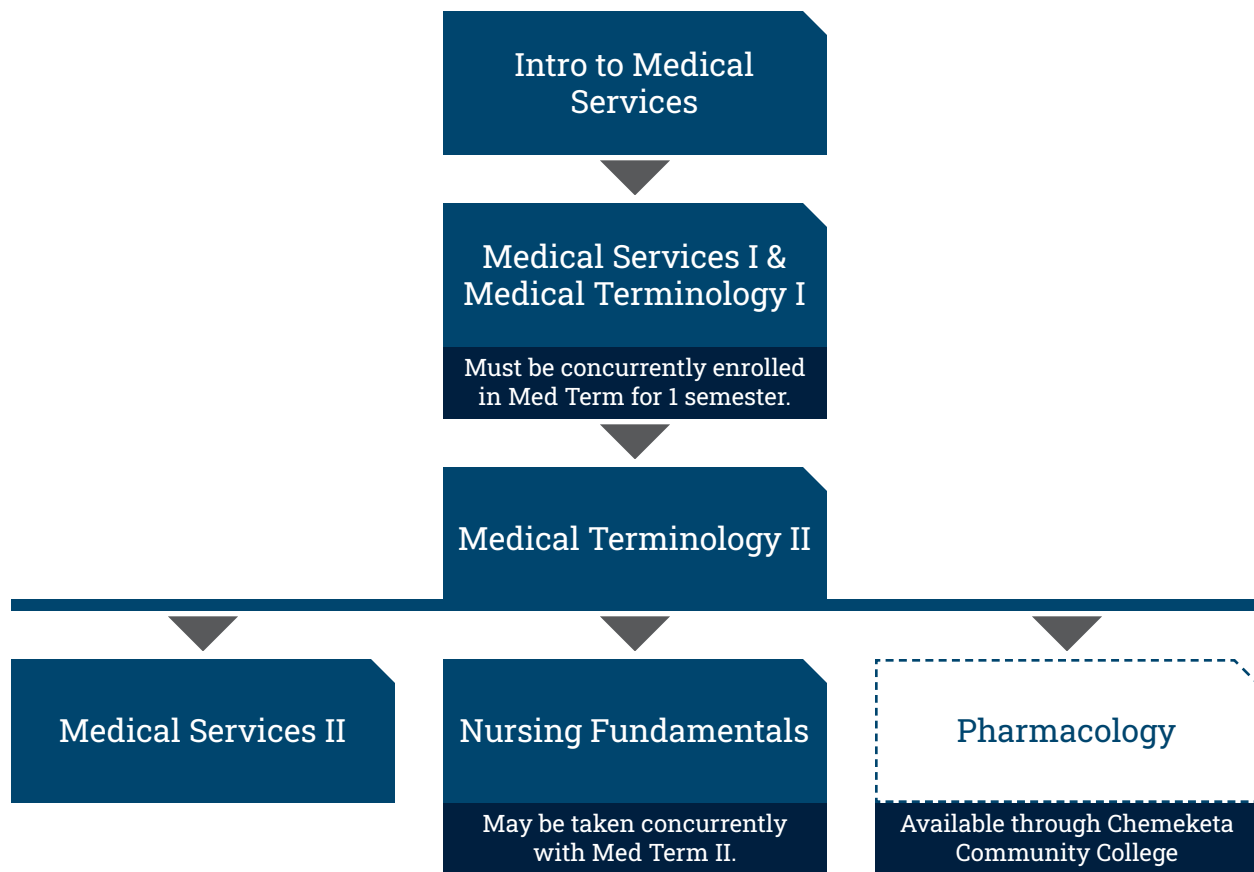 Intro to Medical
Services
Medical Services I &
Medical Terminology I
Must be concurrently enrolled
in Med Term for 1 semester.
Medical Terminology II
Medical Services II
Nursing Fundamentals
May be taken concurrently
with Med Term II.
Pharmacology
Available through Chemeketa
Community College